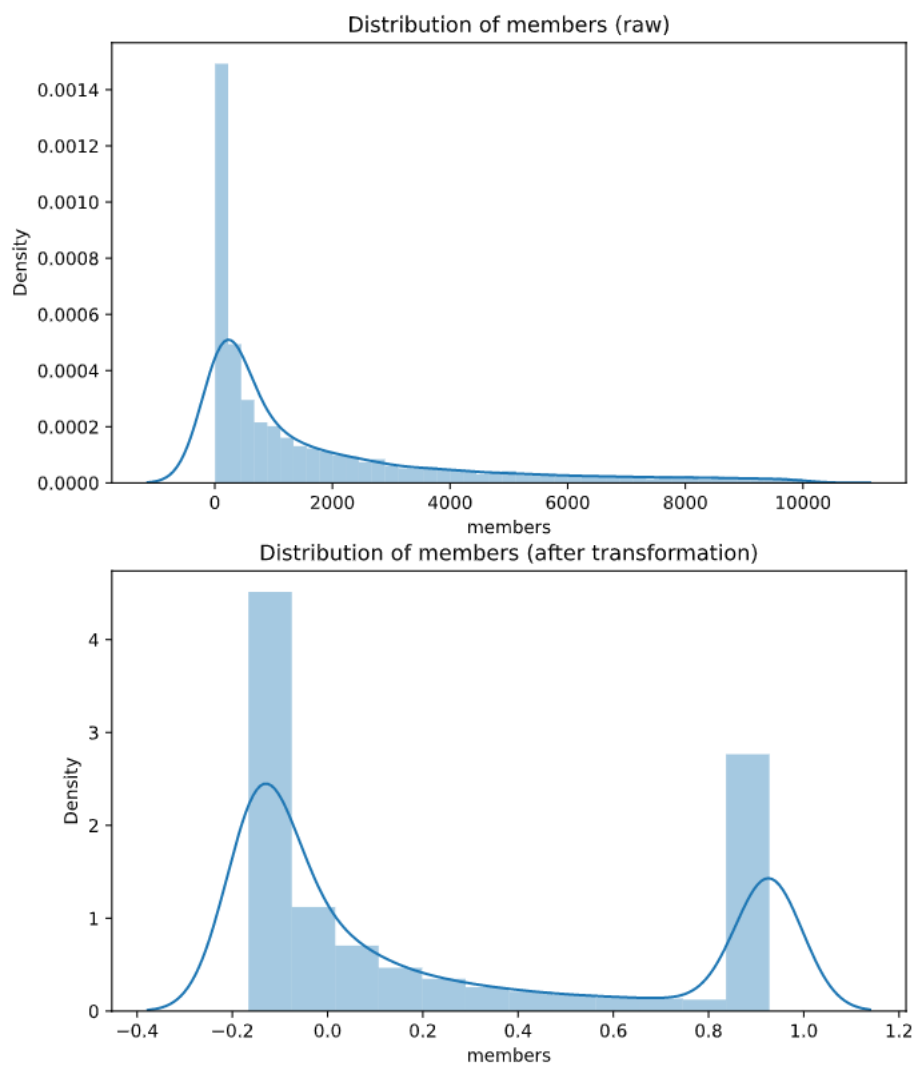 Distribution of members (raw)
0.0014
0.0012
0.0010
0.0008
0.0006
0.0004
0.0002
0.0000
Density
0 2000 4000 6000 8000 10000
members
Distribution of members (after transformation)
4
3
2
1
0
Density
−0.4 −0.2 0.0 0.2 0.4 0.6 0.8 1.0 1.2
members